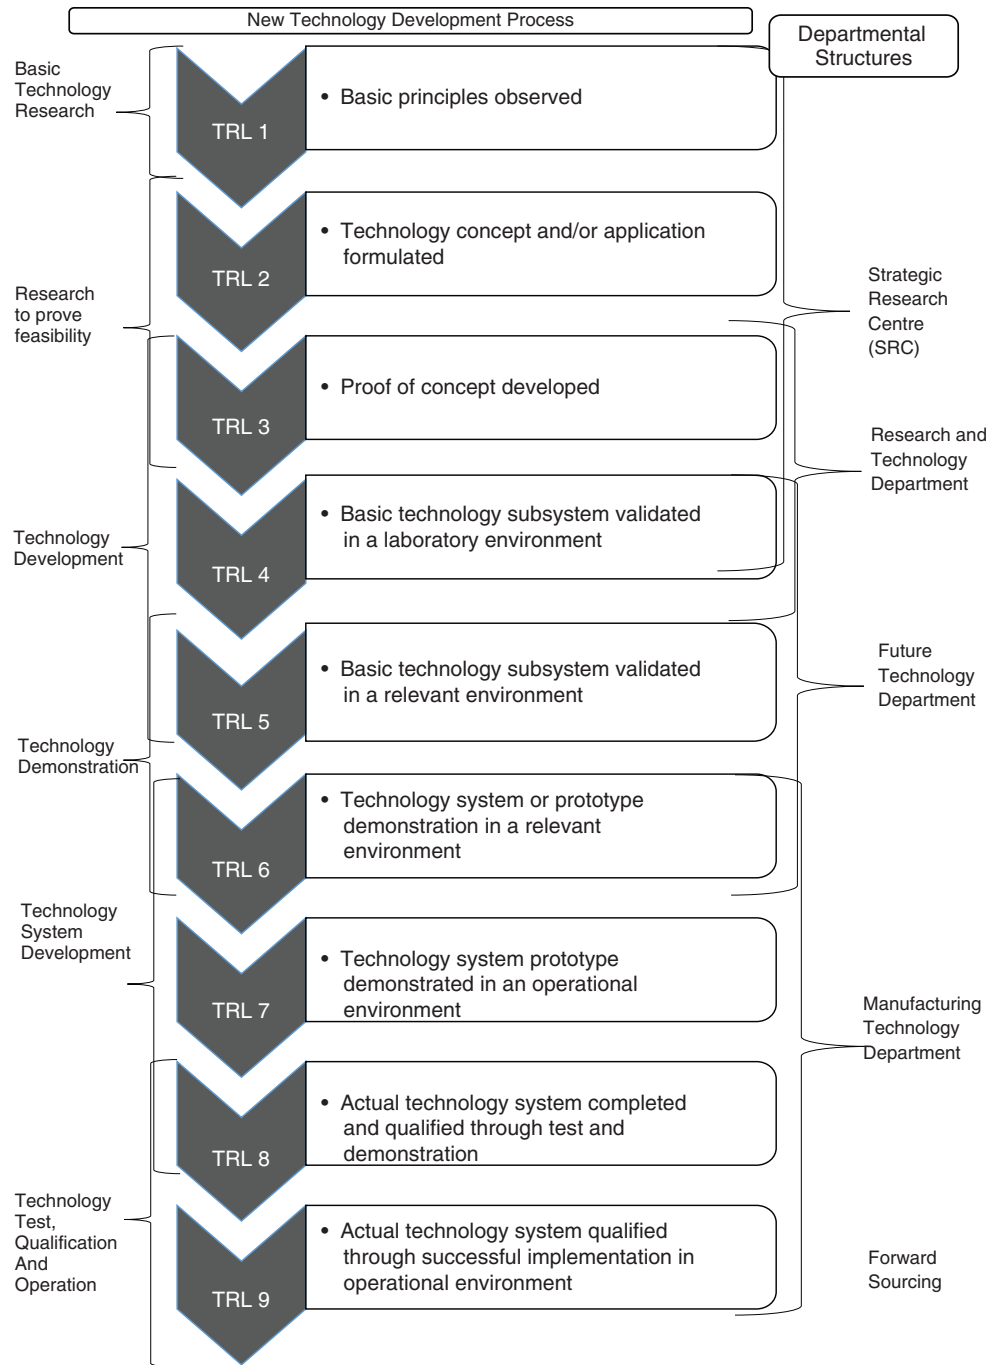 New Technology Development Process
Departmental
Structures
Basic
Technology
Research
TRL 1
• Basic principles observed
TRL 2
• Technology concept and/or application
formulated
Research
to prove
feasibility
Strategic
Research
Centre
(SRC)
TRL 3
• Proof of concept developed
Research and
Technology
Department
Technology
Development
TRL 4
• Basic technology subsystem validated
in a laboratory environment
TRL 5
• Basic technology subsystem validated
in a relevant environment
Future
Technology
Department
Technology
Demonstration
TRL 6
• Technology system or prototype
demonstration in a relevant
environment
Technology
System
Development
TRL 7
• Technology system prototype
demonstrated in an operational
environment
Manufacturing
Technology
Department
TRL 8
• Actual technology system completed
and qualified through test and
demonstration
Technology
Test,
Qualification
And
Operation
TRL 9
• Actual technology system qualified
through successful implementation in
operational environment
Forward
Sourcing